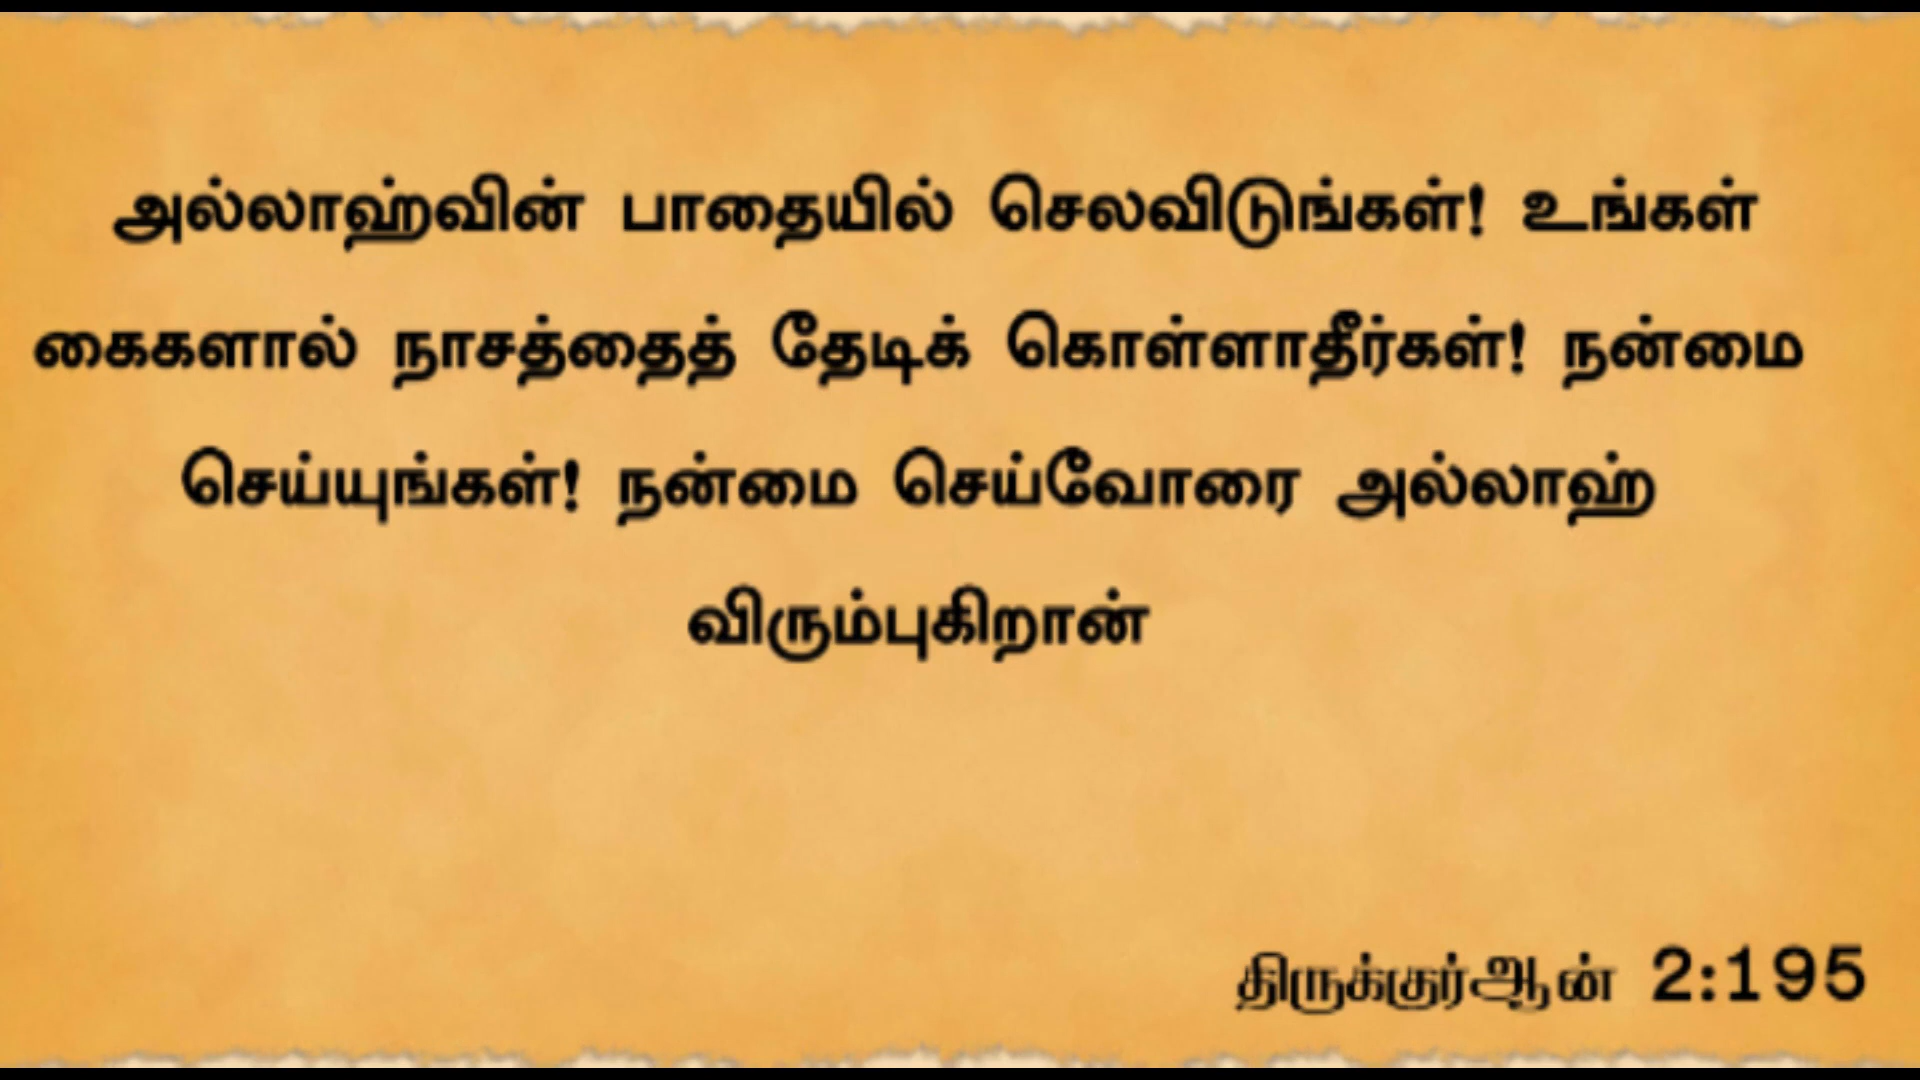 அல்லாஹ்வின் பாதையில் செலவிடுங்கள்! உங்கள்
கைகளால் நாசத்தைத் தேடிக் கொள்ளாதீர்கள்! நன்மை
செய்யுங்கள்! நன்மை செய்வோரை அல்லாஹ்
விரும்புகிறான்
திருக்குர்ஆன் 2:195